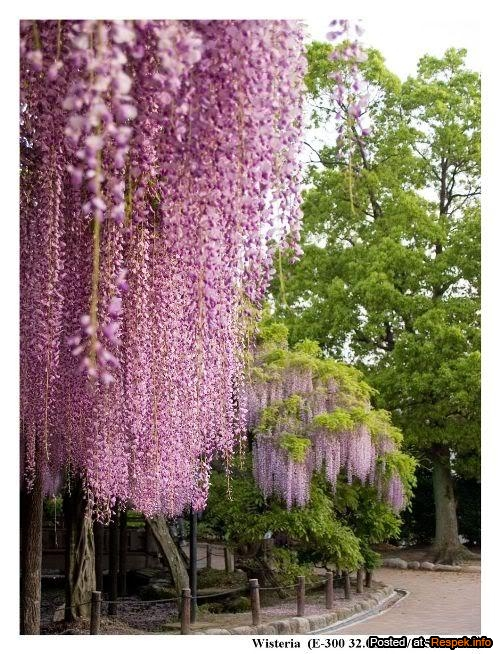 Wisteria (E-300 32.
Posted at Respek.info